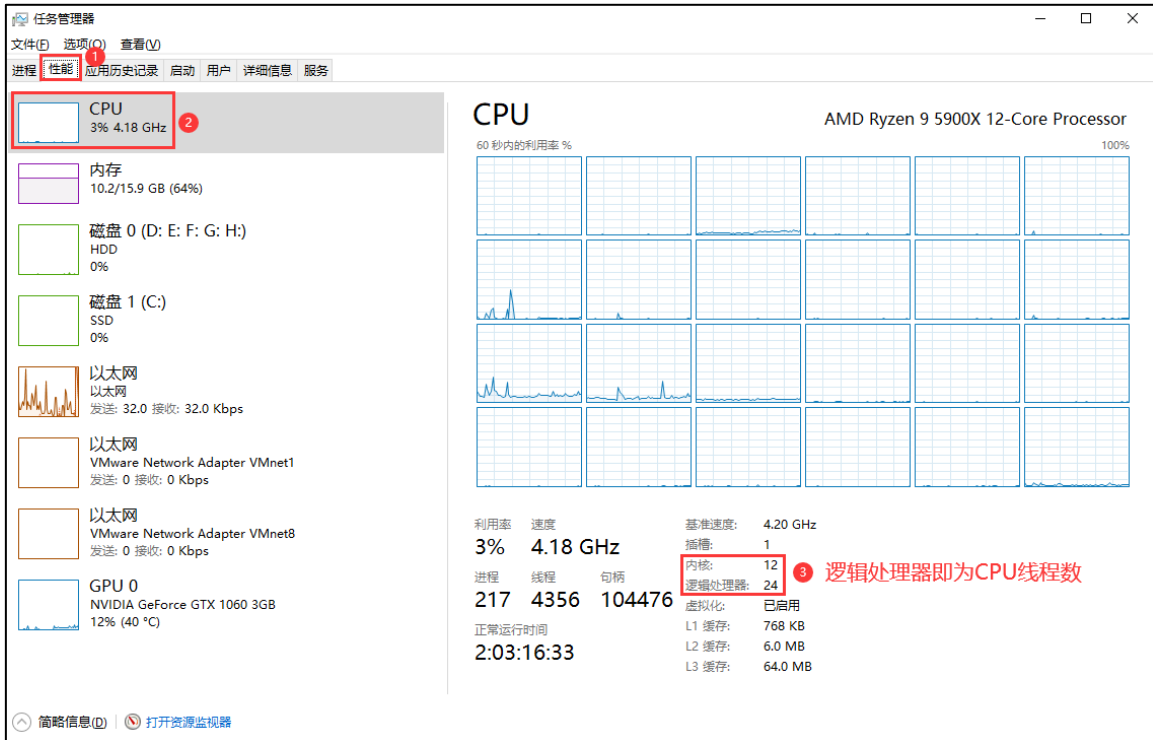 任务管理器
文件(F) 选项(O) 查看(V)
1
进程 性能 应用历史记录 启动 用户 详细信息 服务
CPU
3% 4.18 GHz
2
内存
10.2/15.9 GB (64%)
磁盘 0 (D: E: F: G: H:)
HDD
0%
磁盘 1 (C:)
SSD
0%
以太网
以太网
发送: 32.0 接收: 32.0 Kbps
以太网
VMware Network Adapter VMnet1
发送: 0 接收: 0 Kbps
以太网
VMware Network Adapter VMnet8
发送: 0 接收: 0 Kbps
GPU 0
NVIDIA GeForce GTX 1060 3GB
12% (40 °C)
CPU AMD Ryzen 9 5900X 12-Core Processor
60 秒内的利用率 % 100%
利用率 速度
3% 4.18 GHz
进程 线程 句柄
217 4356 104476
正常运行时间
2:03:16:33
基准速度: 4.20 GHz
插槽: 1
内核: 12
逻辑处理器: 24
虚拟化: 已启用
L1 缓存: 768 KB
L2 缓存: 6.0 MB
L3 缓存: 64.0 MB
3 逻辑处理器即为CPU线程数
简略信息(D) 打开资源监视器